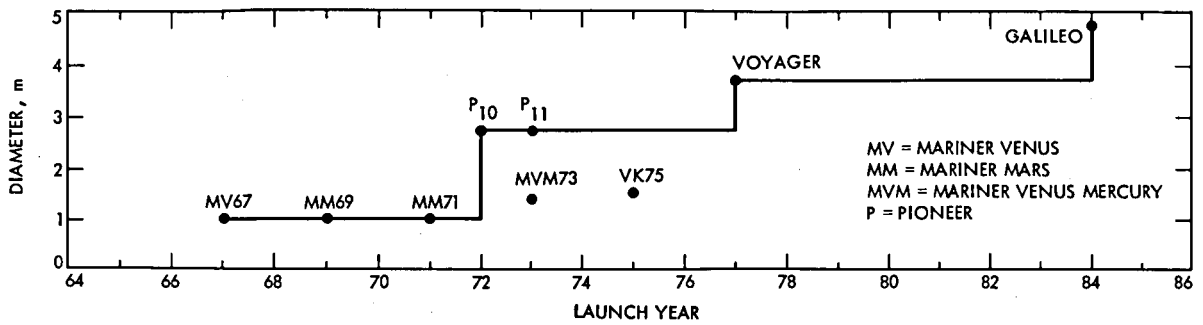 5
4
3
2
1
0
DIAMETER, m
MV67
MM69
MM71
P10
P11
MVM73
VK75
VOYAGER
GALILEO
MV = MARINER VENUS
MM = MARINER MARS
MVM = MARINER VENUS MERCURY
P = PIONEER
64 66 68 70 72 74 76 78 80 82 84 86
LAUNCH YEAR